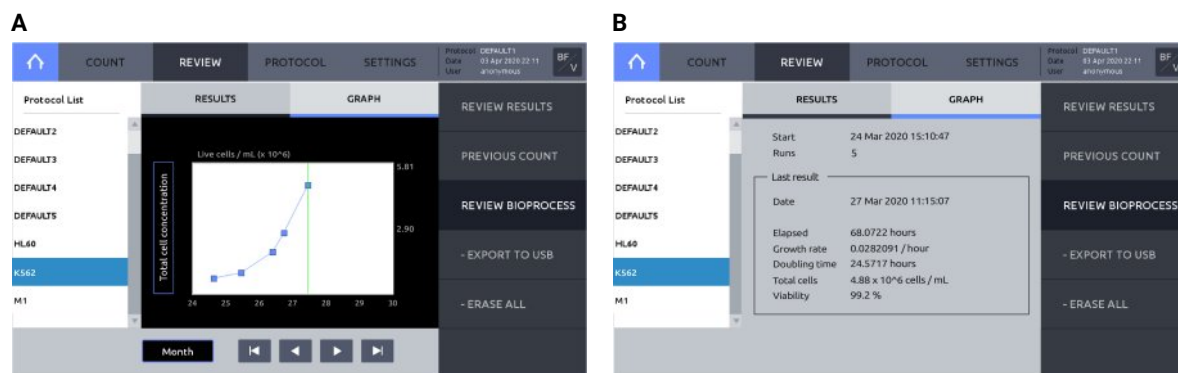 A
COUNT REVIEW PROTOCOL SETTINGS
Protocol DEFAULT1
Date 03 Apr 2020 22:11
User anonymous
BF/V
Protocol List
DEFAULT2
DEFAULT3
DEFAULT4
DEFAULT5
HL60
K562
M1
RESULTS GRAPH
Live cells / mL (x 10^6)
Total cell concentration
5.81
2.90
24 25 26 27 28 29 30
Month
REVIEW RESULTS
PREVIOUS COUNT
REVIEW BIOPROCESS
- EXPORT TO USB
- ERASE ALL
B
COUNT REVIEW PROTOCOL SETTINGS
Protocol DEFAULT1
Date 03 Apr 2020 22:11
User anonymous
BF/V
Protocol List
DEFAULT2
DEFAULT3
DEFAULT4
DEFAULT5
HL60
K562
M1
RESULTS GRAPH
Start 24 Mar 2020 15:10:47
Runs 5
Last result
Date 27 Mar 2020 11:15:07
Elapsed 68.0722 hours
Growth rate 0.0282091 / hour
Doubling time 24.5717 hours
Total cells 4.88 x 10^6 cells / mL
Viability 99.2 %
REVIEW RESULTS
PREVIOUS COUNT
REVIEW BIOPROCESS
- EXPORT TO USB
- ERASE ALL